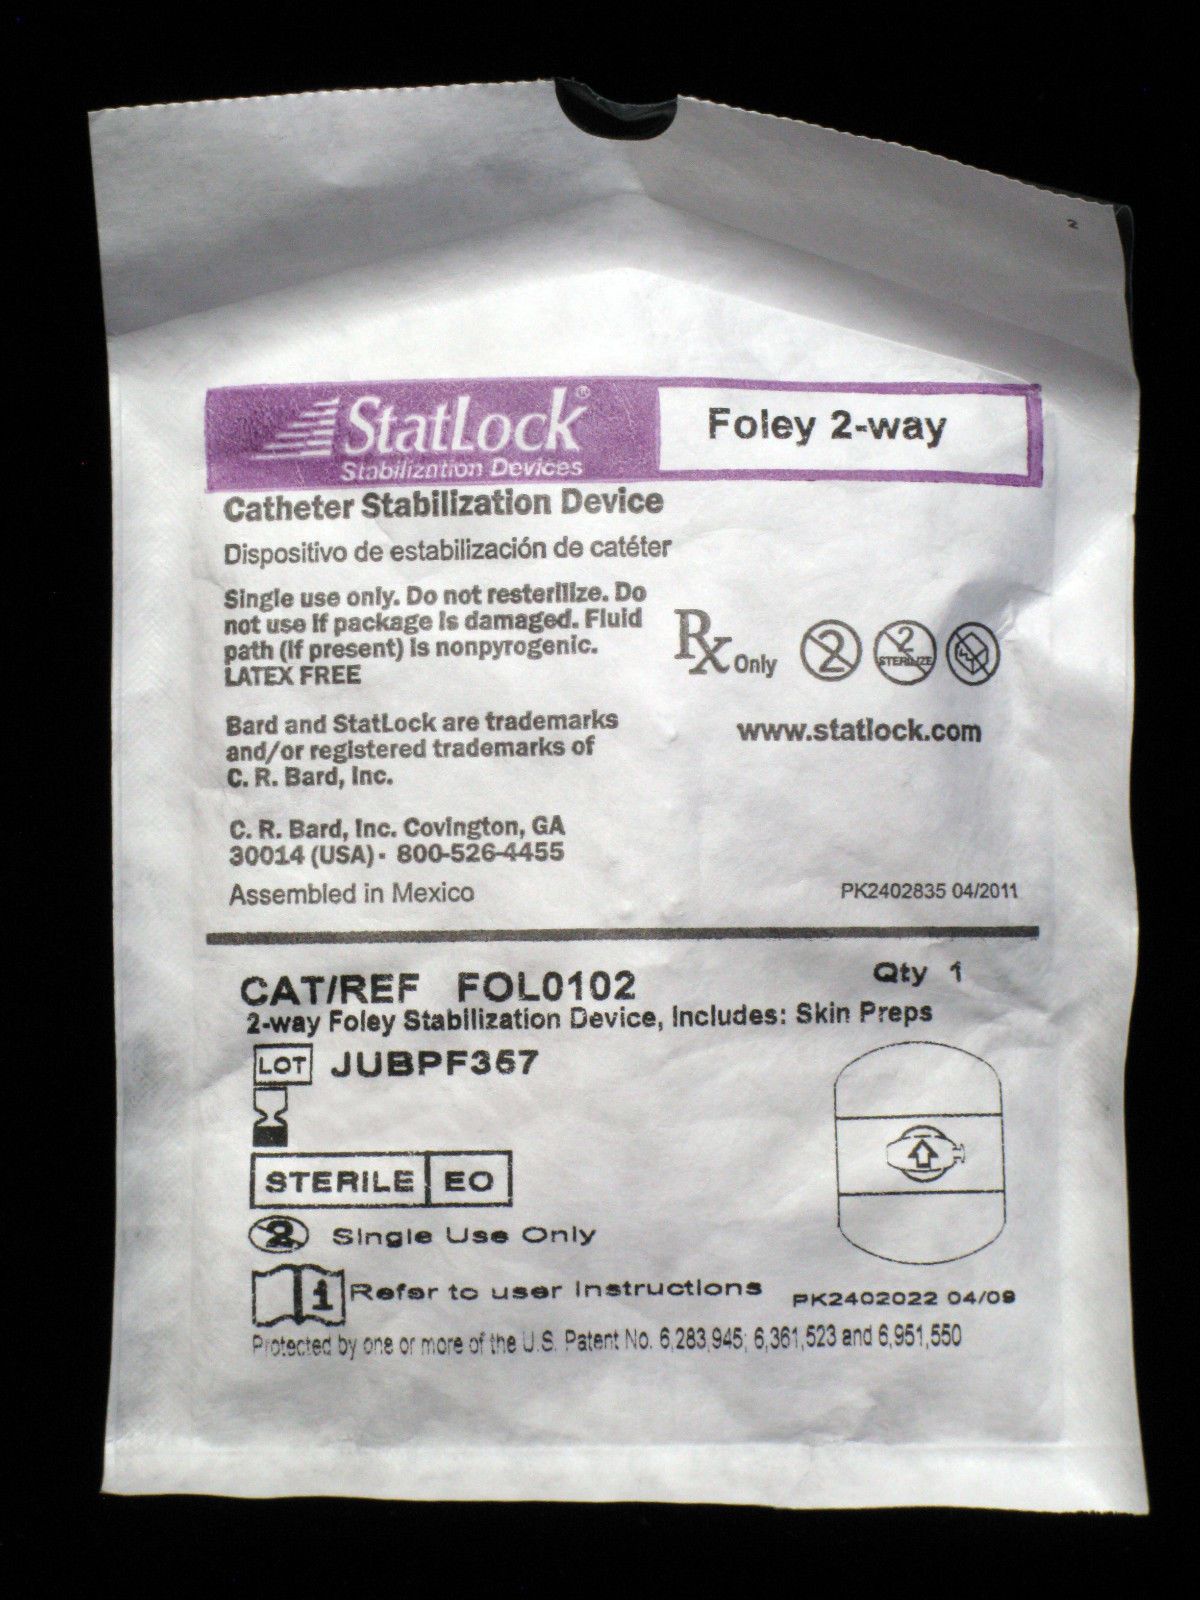 2
StatLock®
Stabilization Devices
Foley 2-way
Catheter Stabilization Device
Dispositivo de estabilización de catéter
Single use only. Do not resterilize. Do
not use if package is damaged. Fluid
path (if present) is nonpyrogenic.
LATEX FREE
Rx Only
2
2
STERILIZE
Bard and StatLock are trademarks
and/or registered trademarks of
C. R. Bard, Inc.
www.statlock.com
C. R. Bard, Inc. Covington, GA
30014 (USA) • 800-526-4455
Assembled in Mexico
PK2402835 04/2011
CAT/REF FOL0102
Qty 1
2-way Foley Stabilization Device, Includes: Skin Preps
LOT JUBPF357
STERILE EO
2 Single Use Only
i Refer to user instructions
PK2402022 04/09
Protected by one or more of the U.S. Patent No. 6,283,945; 6,361,523 and 6,951,550